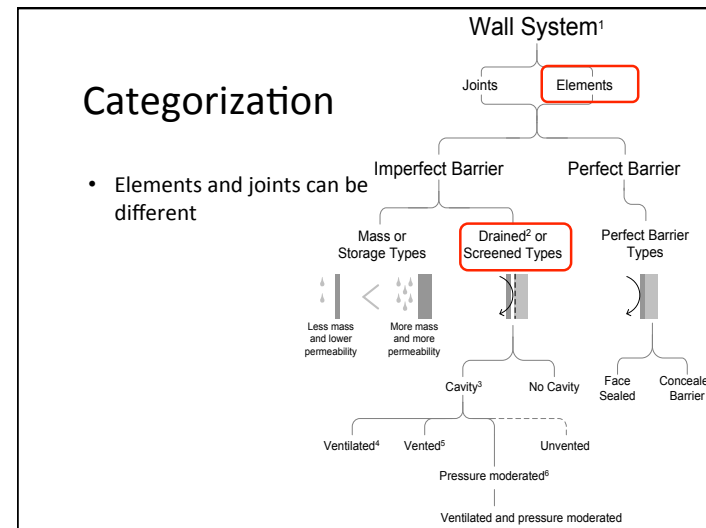 Wall System¹
Categorization
Joints
Elements
• Elements and joints can be
different
Imperfect Barrier
Perfect Barrier
Mass or
Storage Types
Drained² or
Screened Types
Perfect Barrier
Types
Less mass
and lower
permeability
<
More mass
and more
permeability
Cavity³
No Cavity
Face
Sealed
Conceale
Barrier
Ventilated⁴
Vented⁵
Unvented
Pressure moderated⁶
Ventilated and pressure moderated